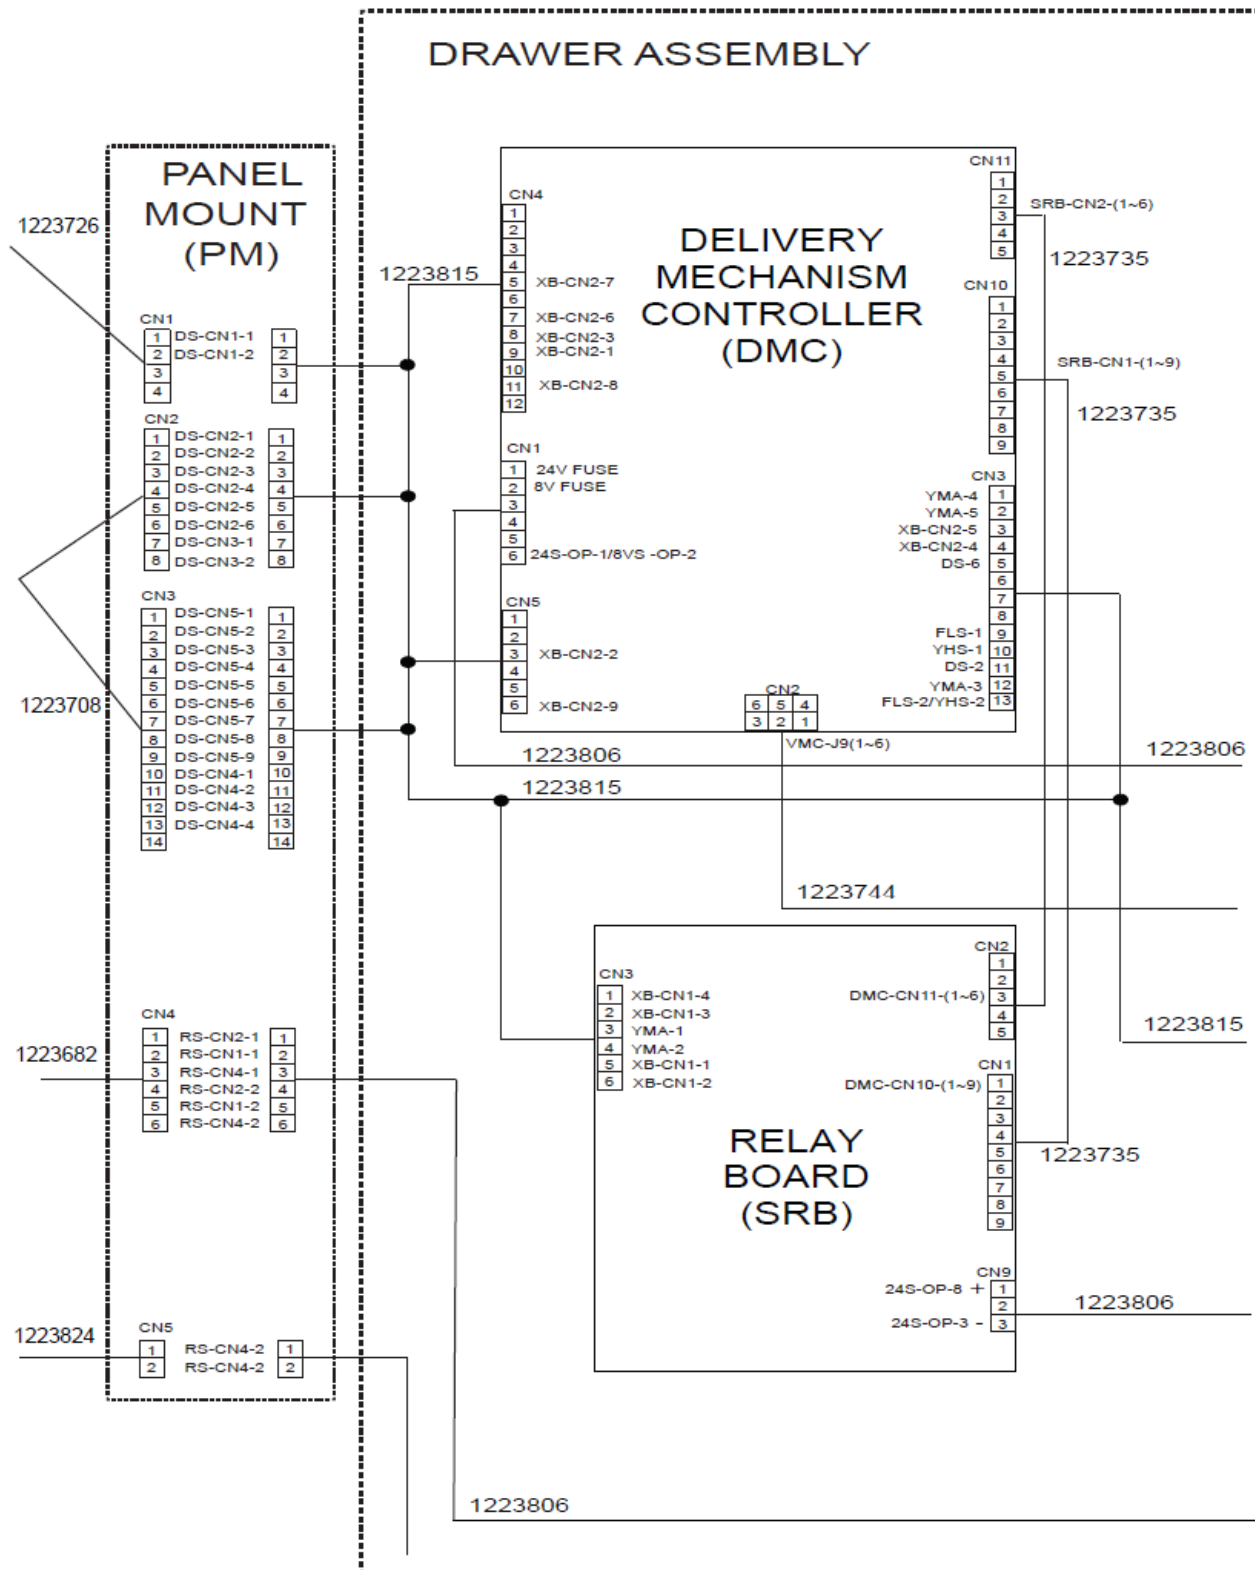 DRAWER ASSEMBLY
PANEL
MOUNT
(PM)
1223726
CN1
1 DS-CN1-1 1
2 DS-CN1-2 2
3 3
4 4
CN2
1 DS-CN2-1 1
2 DS-CN2-2 2
3 DS-CN2-3 3
4 DS-CN2-4 4
5 DS-CN2-5 5
6 DS-CN2-6 6
7 DS-CN3-1 7
8 DS-CN3-2 8
CN3
1 DS-CN5-1 1
2 DS-CN5-2 2
3 DS-CN5-3 3
4 DS-CN5-4 4
5 DS-CN5-5 5
6 DS-CN5-6 6
7 DS-CN5-7 7
8 DS-CN5-8 8
9 DS-CN5-9 9
10 DS-CN4-1 10
11 DS-CN4-2 11
12 DS-CN4-3 12
13 DS-CN4-4 13
14 14
1223708
CN4
1 RS-CN2-1 1
2 RS-CN1-1 2
3 RS-CN4-1 3
4 RS-CN2-2 4
5 RS-CN1-2 5
6 RS-CN4-2 6
1223682
CN5
1 RS-CN4-2 1
2 RS-CN4-2 2
1223824
1223815
DELIVERY
MECHANISM
CONTROLLER
(DMC)
CN4
1
2
3
4
5 XB-CN2-7
6
7 XB-CN2-6
8 XB-CN2-3
9 XB-CN2-1
10
11 XB-CN2-8
12
CN1
1 24V FUSE
2 8V FUSE
3
4
5
6 24S-OP-1/8VS -OP-2
CN5
1
2
3 XB-CN2-2
4
5
6 XB-CN2-9
CN11
1
2
3
4
5
SRB-CN2-(1~6)
1223735
CN10
1
2
3
4
5
6
7
8
9
SRB-CN1-(1~9)
1223735
CN3
YMA-4 1
YMA-5 2
XB-CN2-5 3
XB-CN2-4 4
DS-6 5
6
7
8
FLS-1 9
YHS-1 10
DS-2 11
YMA-3 12
FLS-2/YHS-2 13
CN2
6 5 4
3 2 1
VMC-J9(1~6)
1223806
1223806
1223815
1223744
RELAY
BOARD
(SRB)
CN3
1 XB-CN1-4
2 XB-CN1-3
3 YMA-1
4 YMA-2
5 XB-CN1-1
6 XB-CN1-2
CN2
1
2
DMC-CN11-(1~6) 3
4
5
1223815
CN1
DMC-CN10-(1~9) 1
2
3
4
5
6
7
8
9
1223735
CN9
24S-OP-8 + 1
2
24S-OP-3 - 3
1223806
1223806